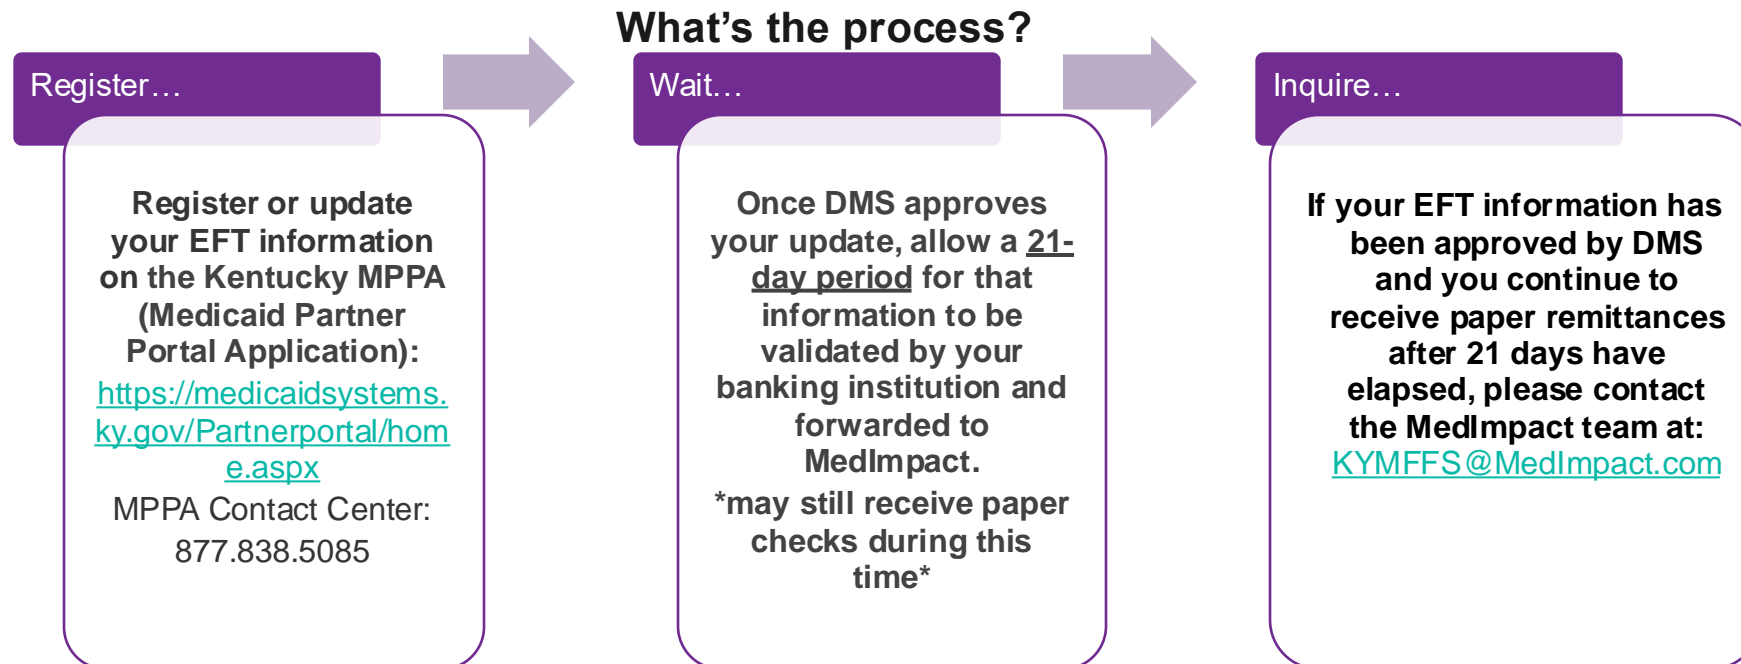 What’s the process?
Register…
Register or update
your EFT information
on the Kentucky MPPA
(Medicaid Partner
Portal Application):
https://medicaidsystems.
ky.gov/Partnerportal/hom
e.aspx
MPPA Contact Center:
877.838.5085
Wait…
Once DMS approves
your update, allow a 21-
day period for that
information to be
validated by your
banking institution and
forwarded to
MedImpact.
*may still receive paper
checks during this
time*
Inquire…
If your EFT information has
been approved by DMS
and you continue to
receive paper remittances
after 21 days have
elapsed, please contact
the MedImpact team at:
KYMFFS@MedImpact.com